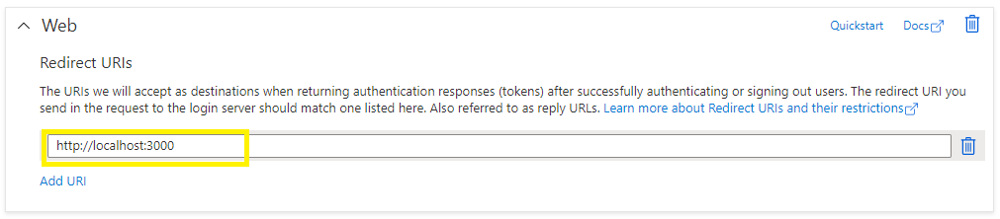 Web
Quickstart
Docs
Redirect URIs
The URIs we will accept as destinations when returning authentication responses (tokens) after successfully authenticating or signing out users. The redirect URI you
send in the request to the login server should match one listed here. Also referred to as reply URLs. Learn more about Redirect URIs and their restrictions
http://localhost:3000
Add URI